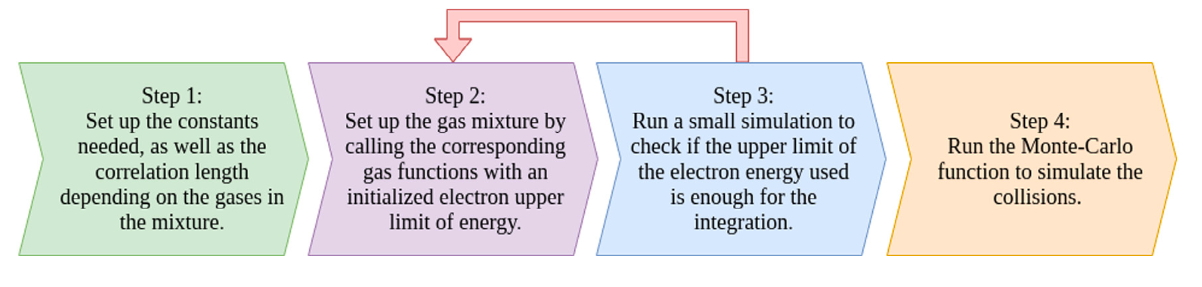 Step 1:
Set up the constants
needed, as well as the
correlation length
depending on the gases in
the mixture.
Step 2:
Set up the gas mixture by
calling the corresponding
gas functions with an
initialized electron upper
limit of energy.
Step 3:
Run a small simulation to
check if the upper limit of
the electron energy used
is enough for the
integration.
Step 4:
Run the Monte-Carlo
function to simulate the
collisions.